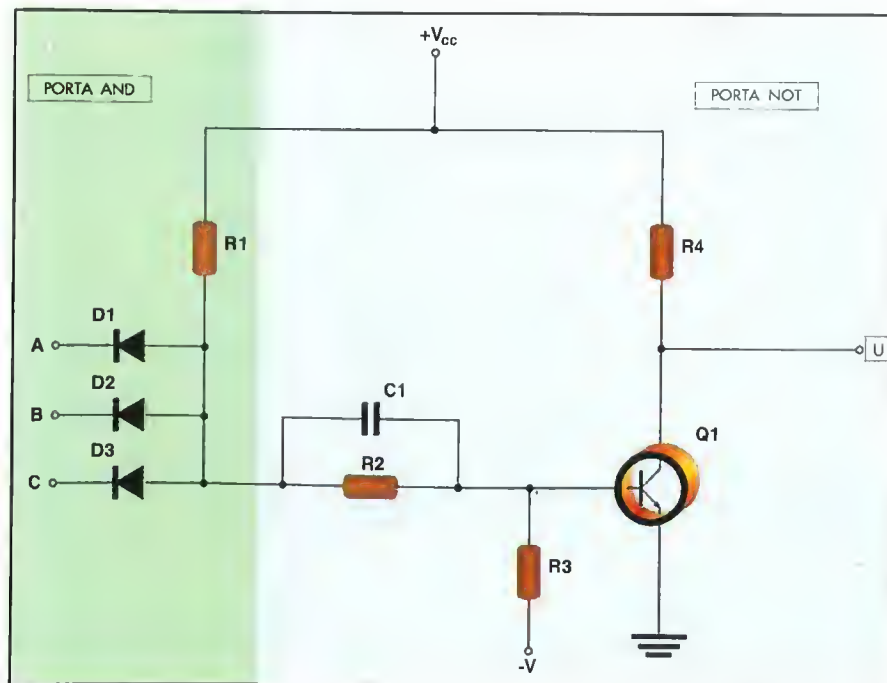 +Vcc
PORTA AND
PORTA NOT
R1
R4
D1
A
U
D2
C1
B
Q1
D3
R2
C
R3
-V